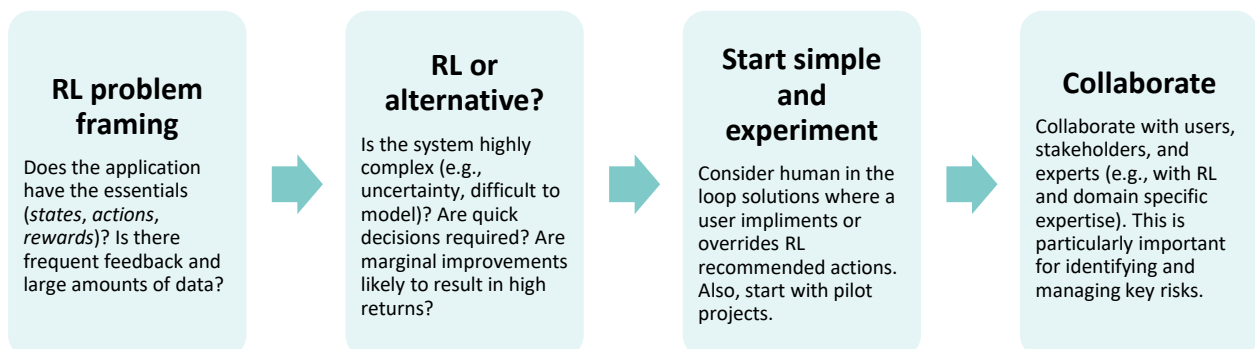 RL problem
framing
Does the application
have the essentials
(states, actions,
rewards)? Is there
frequent feedback and
large amounts of data?
RL or
alternative?
Is the system highly
complex (e.g.,
uncertainty, difficult to
model)? Are quick
decisions required? Are
marginal improvements
likely to result in high
returns?
Start simple
and
experiment
Consider human in the
loop solutions where a
user impliments or
overrides RL
recommended actions.
Also, start with pilot
projects.
Collaborate
Collaborate with users,
stakeholders, and
experts (e.g., with RL
and domain specific
expertise). This is
particularly important
for identifying and
managing key risks.